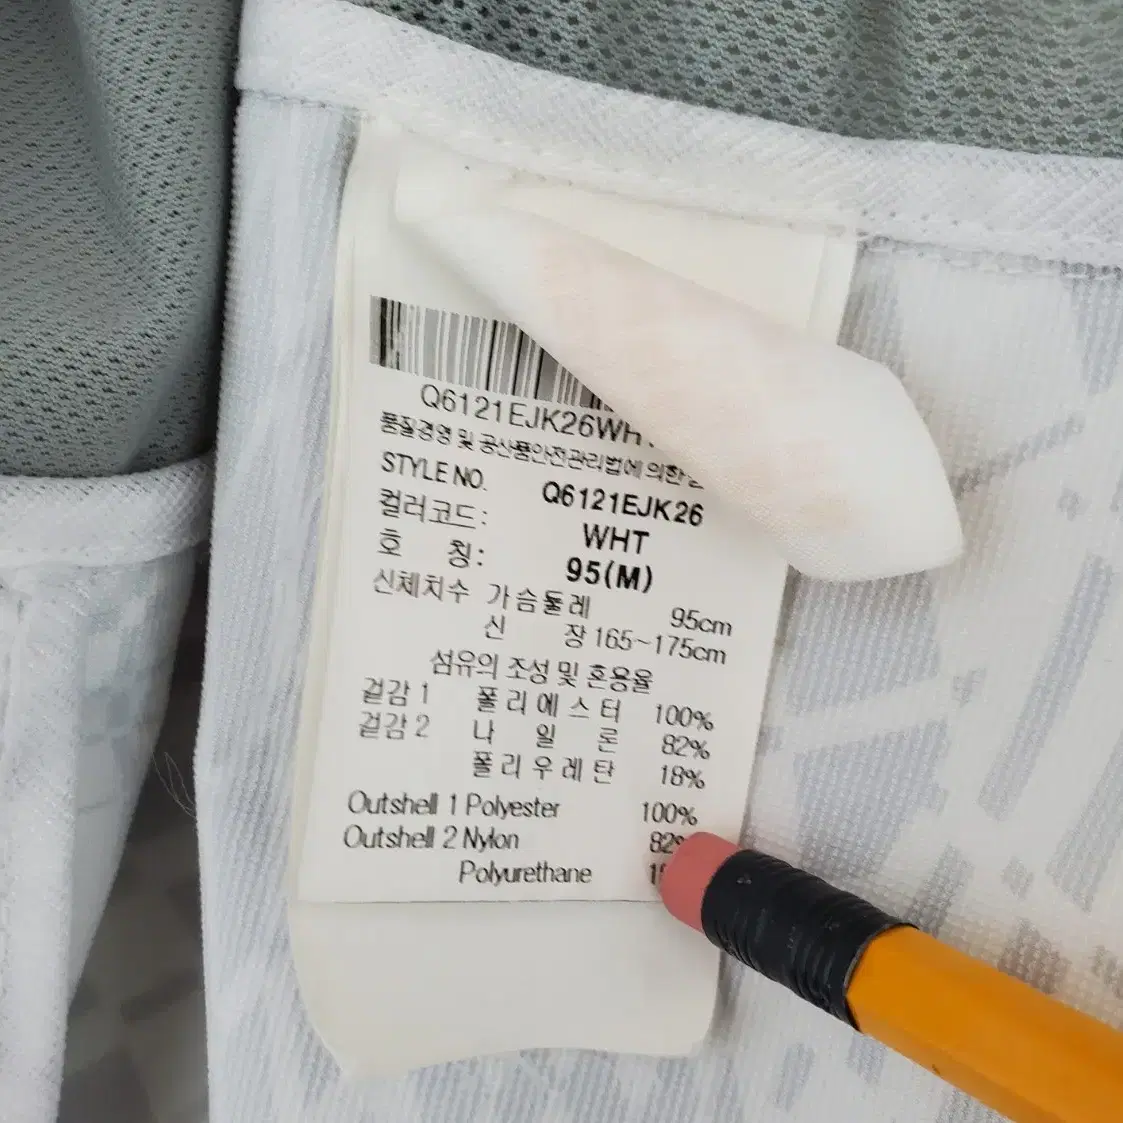 Q6121EJK26WH
품질경영 및 공산품안전관리법에 의한
STYLE NO. Q6121EJK26
컬러코드: WHT
호 칭: 95(M)
신체치수 가슴둘레 95cm
신 장 165~175cm
섬유의 조성 및 혼용율
겉감 1 폴리에스터 100%
겉감 2 나 일 론 82%
폴리우레탄 18%
Outshell 1 Polyester 100%
Outshell 2 Nylon 82%
Polyurethane